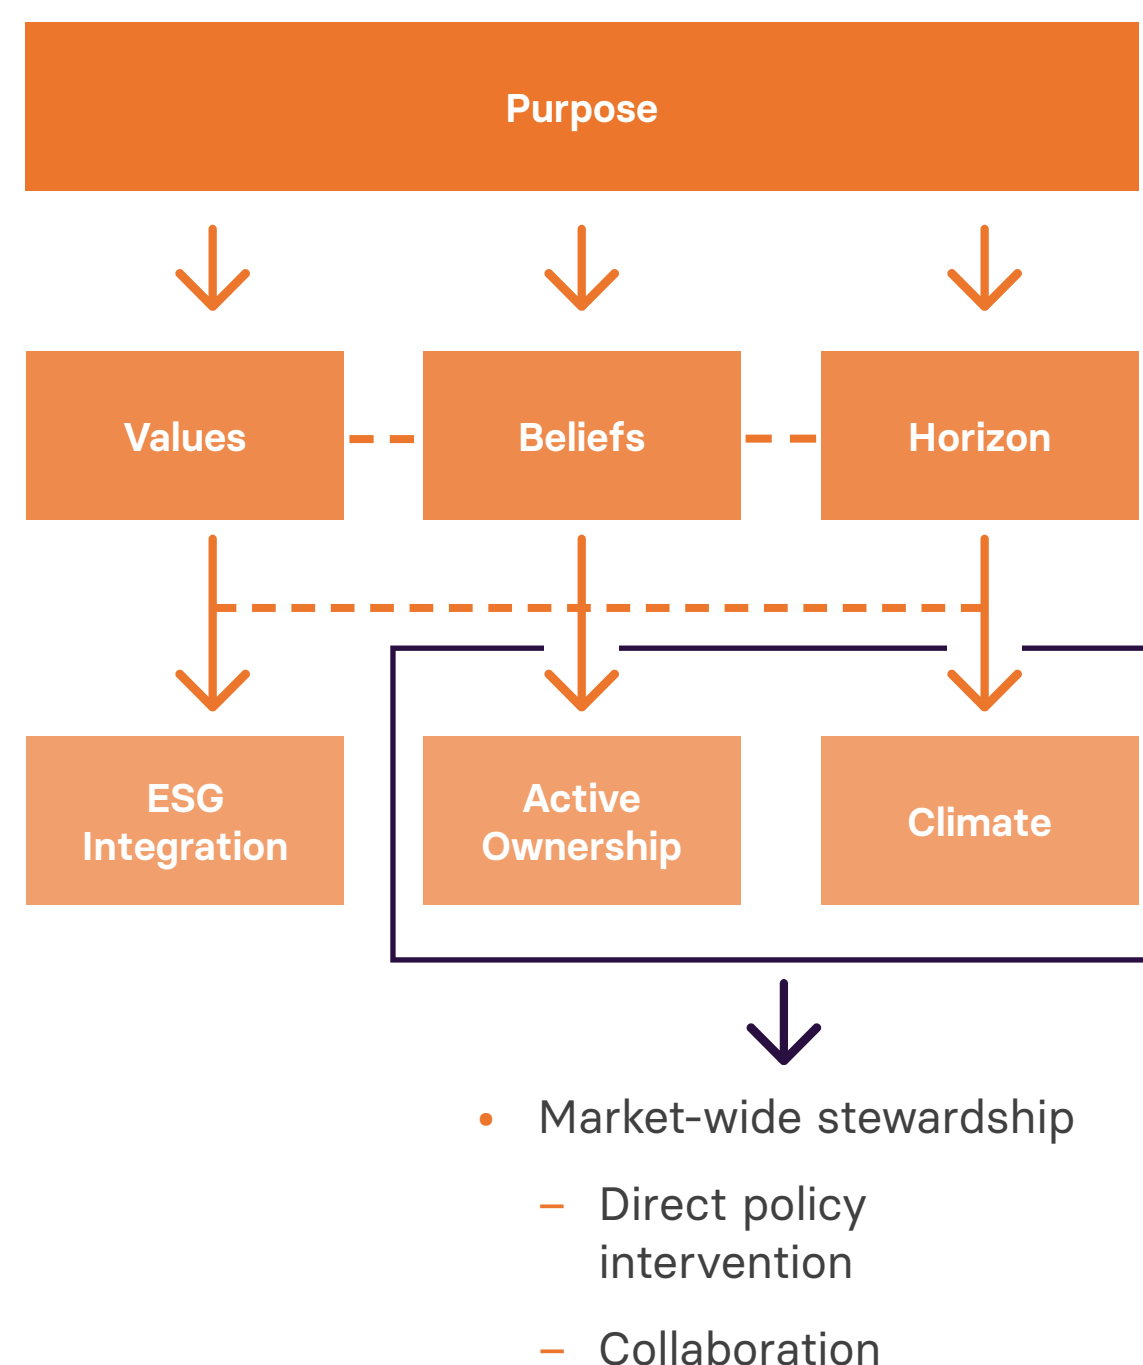 Purpose
Values
Beliefs
Horizon
ESG
Integration
Active
Ownership
Climate
• Market-wide stewardship
– Direct policy
intervention
– Collaboration